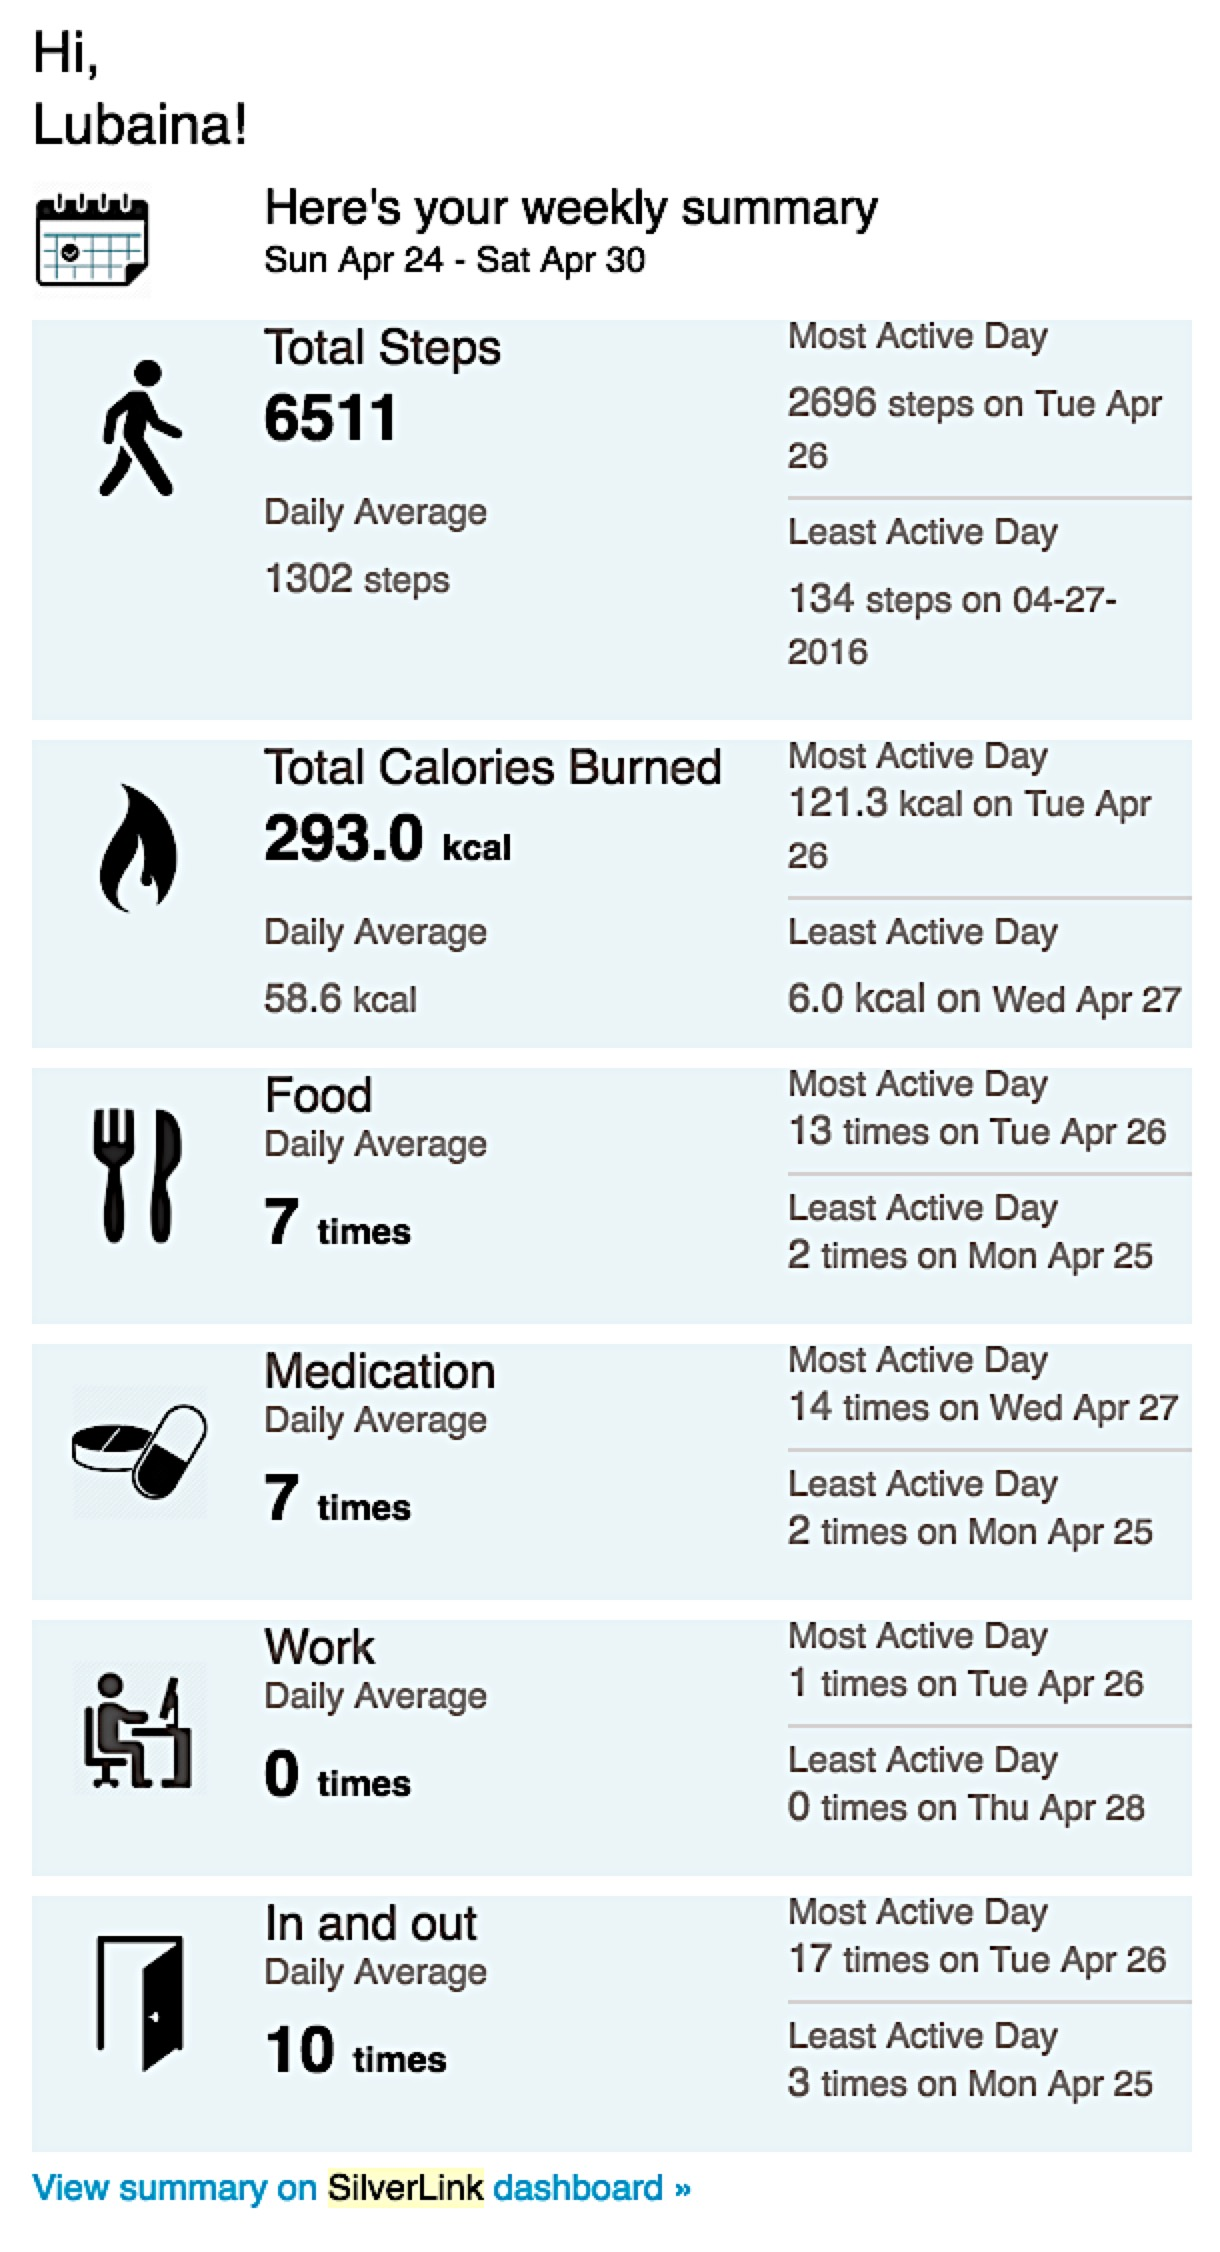 Hi,
Lubaina!
Here's your weekly summary
Sun Apr 24 - Sat Apr 30
Total Steps
6511
Daily Average
1302 steps
Most Active Day
2696 steps on Tue Apr
26
Least Active Day
134 steps on 04-27-
2016
Total Calories Burned
293.0 kcal
Daily Average
58.6 kcal
Most Active Day
121.3 kcal on Tue Apr
26
Least Active Day
6.0 kcal on Wed Apr 27
Food
Daily Average
7 times
Most Active Day
13 times on Tue Apr 26
Least Active Day
2 times on Mon Apr 25
Medication
Daily Average
7 times
Most Active Day
14 times on Wed Apr 27
Least Active Day
2 times on Mon Apr 25
Work
Daily Average
0 times
Most Active Day
1 times on Tue Apr 26
Least Active Day
0 times on Thu Apr 28
In and out
Daily Average
10 times
Most Active Day
17 times on Tue Apr 26
Least Active Day
3 times on Mon Apr 25
View summary on SilverLink dashboard »